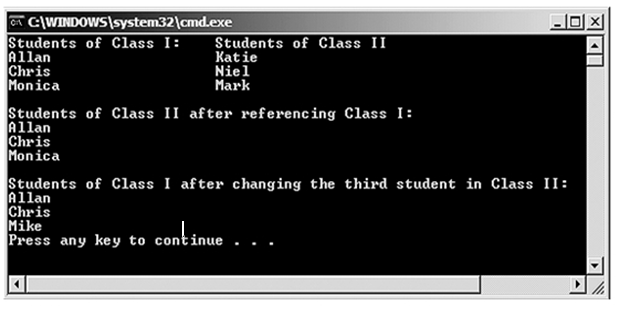 C:\WINDOWS\system32\cmd.exe
Students of Class I: Students of Class II
Allan Katie
Chris Niel
Monica Mark
Students of Class II after referencing Class I:
Allan
Chris
Monica
Students of Class I after changing the third student in Class II:
Allan
Chris
Mike
Press any key to continue . . .